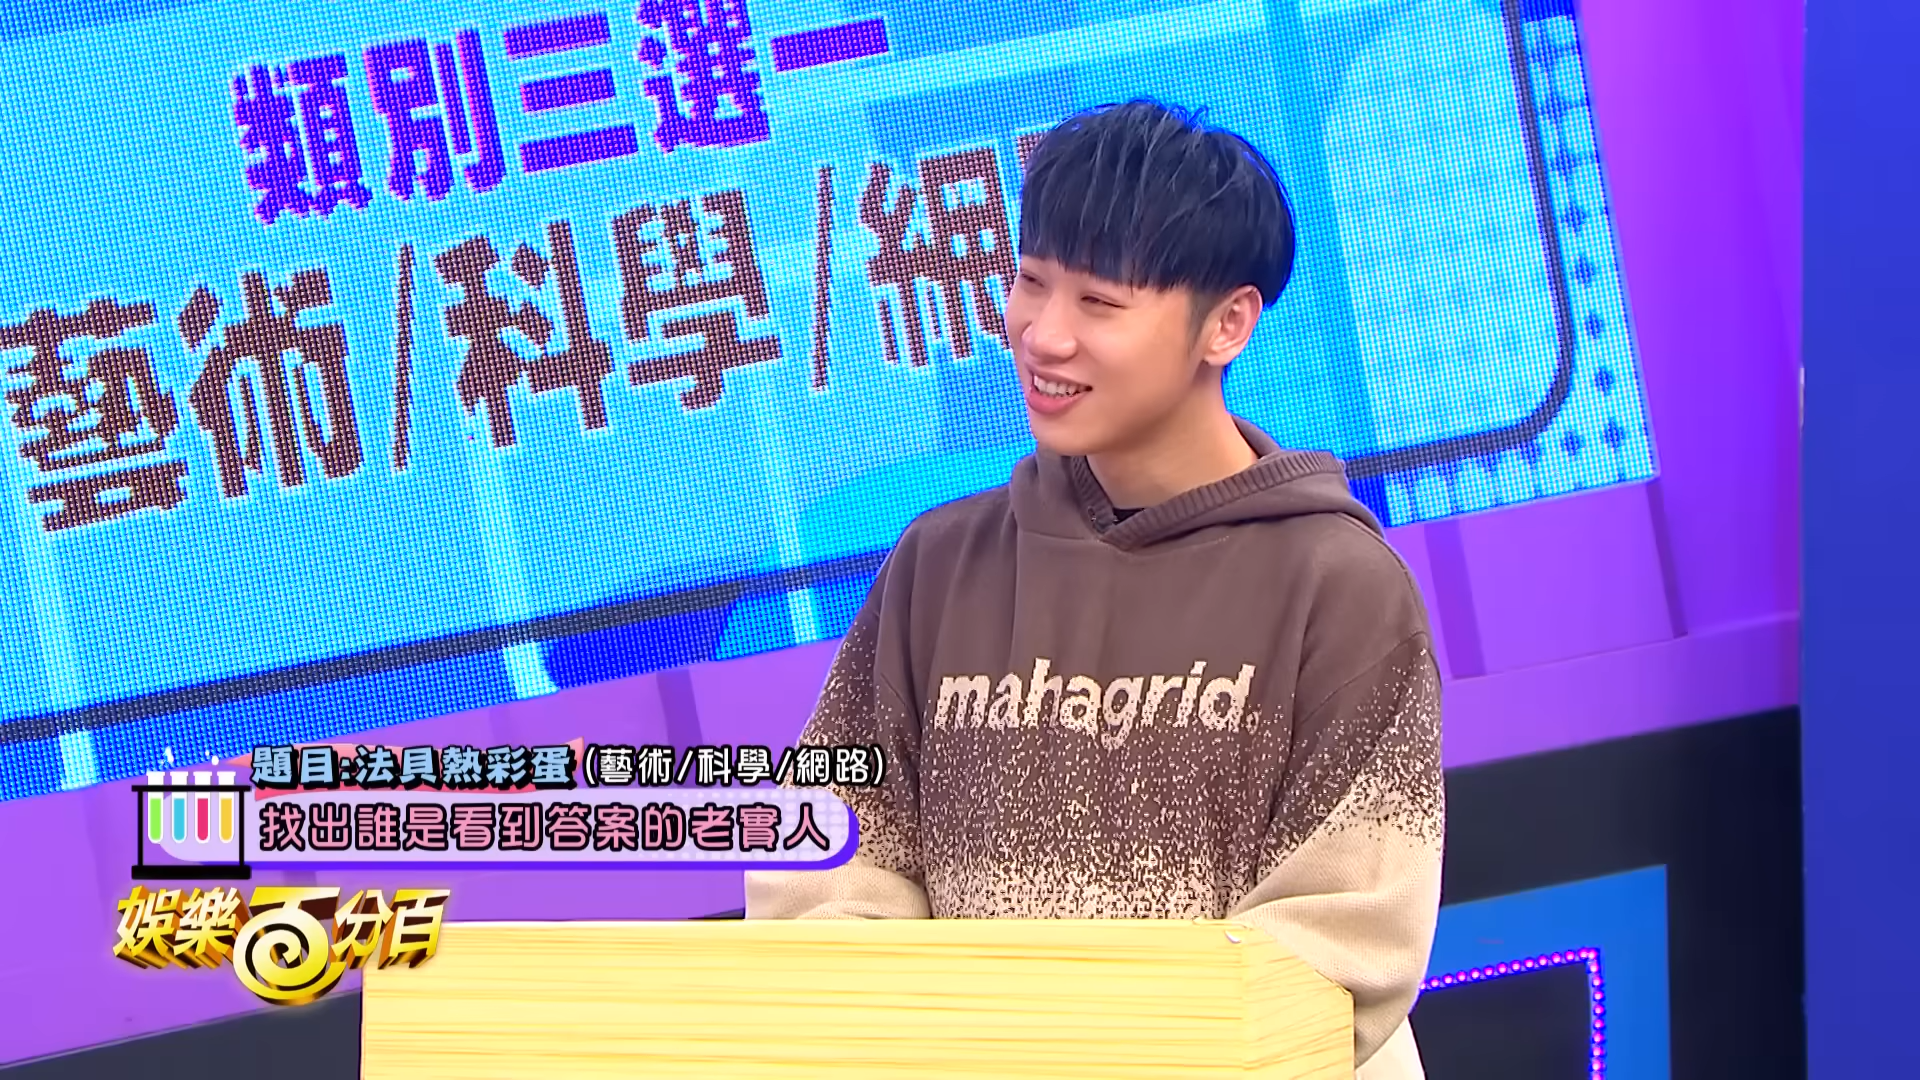 類別三選一
藝術/科學/網
mahagrid.
題目:法貝熱彩蛋(藝術/科學/網路)
找出誰是看到答案的老實人
娛樂百分百